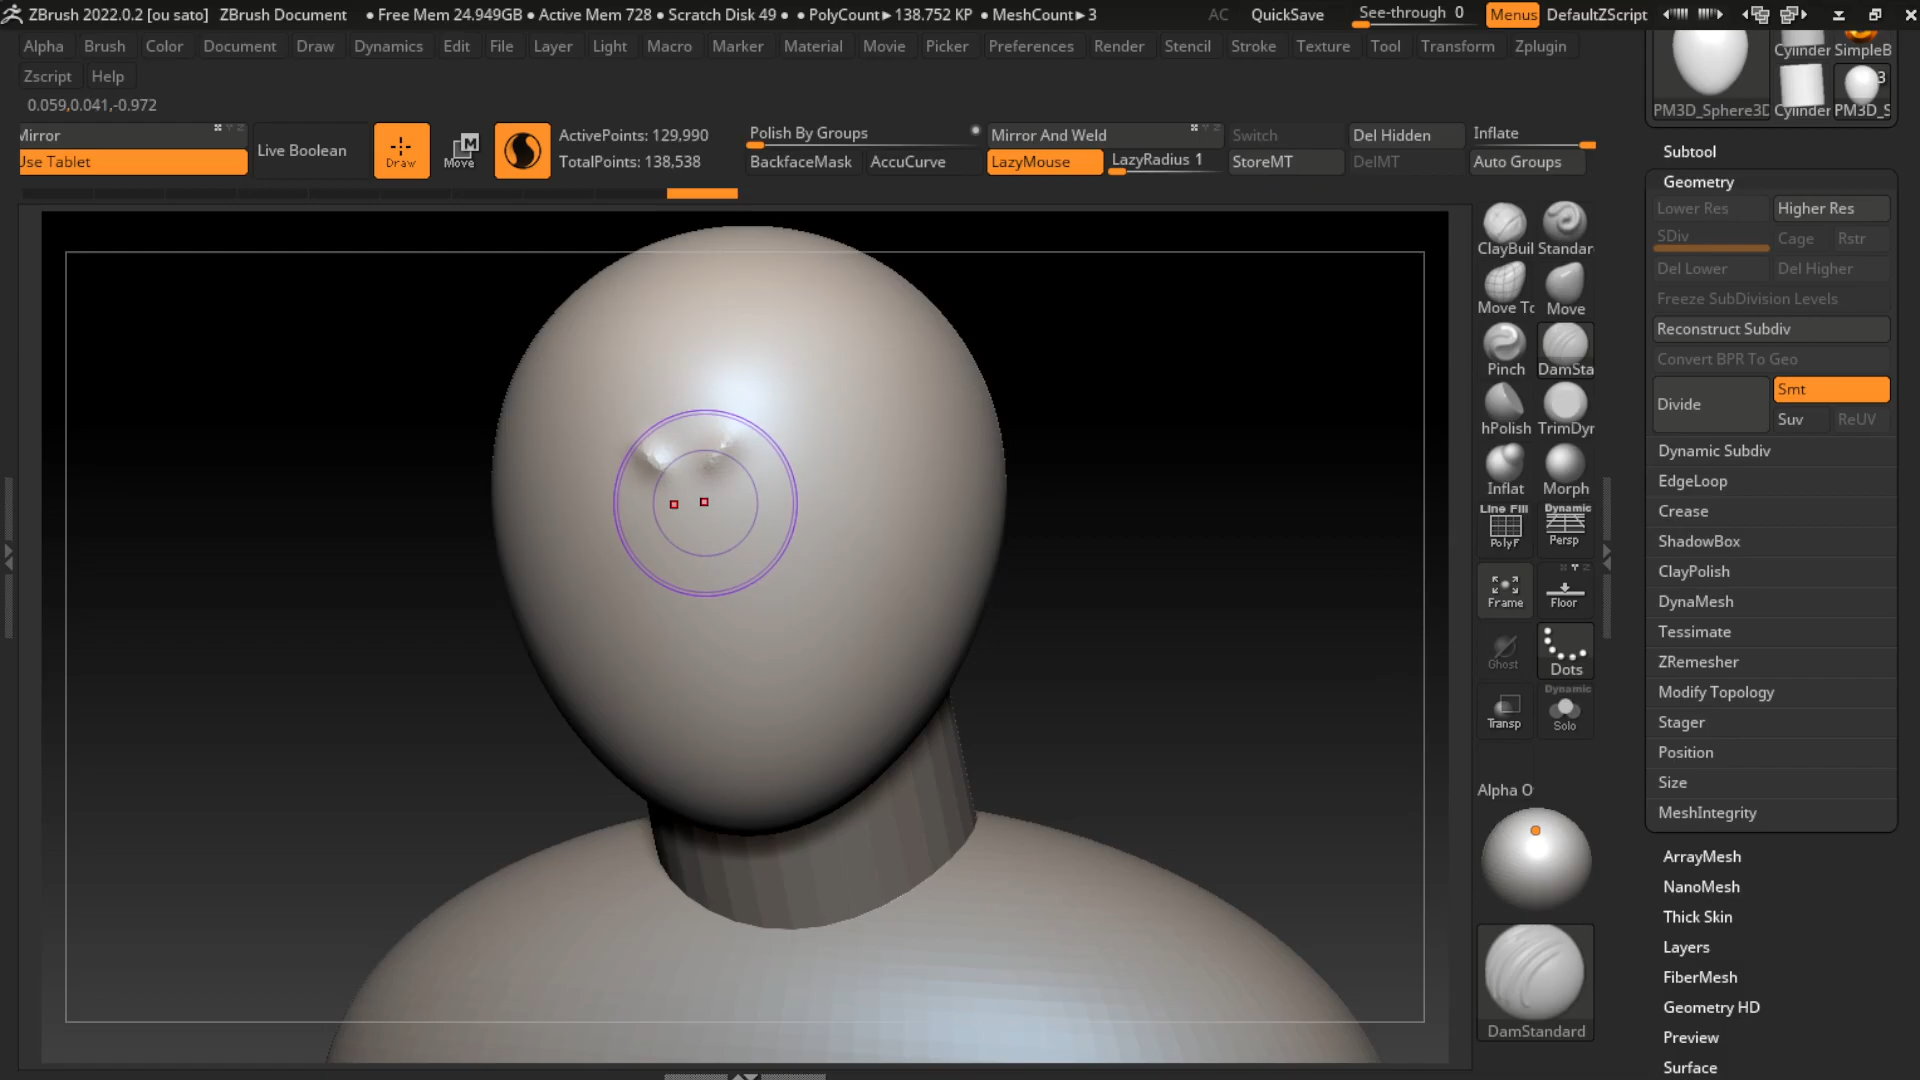 ZBrush 2022.0.2 [ou sato] ZBrush Document • Free Mem 24.949GB • Active Mem 728 • Scratch Disk 49 • • PolyCount▸ 138.752 KP • MeshCount▸ 3 AC QuickSave See-through 0 Menus DefaultZScript
Alpha Brush Color Document Draw Dynamics Edit File Layer Light Macro Marker Material Movie Picker Preferences Render Stencil Stroke Texture Tool Transform Zplugin
Zscript Help
0.059,0.041,-0.972
Mirror
Use Tablet
Live Boolean
Draw
Move
ActivePoints: 129,990
TotalPoints: 138,538
Polish By Groups
BackfaceMask AccuCurve
Mirror And Weld
LazyMouse LazyRadius 1
Switch
StoreMT
Del Hidden
DelMT
Inflate
Auto Groups
ClayBuil Standar
Move To Move
Pinch DamSta
hPolish TrimDyr
Inflat Morph
Line Fill Dynamic
PolyF Persp
Frame Floor
Ghost Dots
Dynamic
Transp Solo
Alpha O
DamStandard
Cylinder SimpleB
3
PM3D_Sphere3D Cylinder PM3D_S
Subtool
Geometry
Lower Res Higher Res
SDiv Cage Rstr
Del Lower Del Higher
Freeze SubDivision Levels
Reconstruct Subdiv
Convert BPR To Geo
Divide Smt
Suv ReUV
Dynamic Subdiv
EdgeLoop
Crease
ShadowBox
ClayPolish
DynaMesh
Tessimate
ZRemesher
Modify Topology
Stager
Position
Size
MeshIntegrity
ArrayMesh
NanoMesh
Thick Skin
Layers
FiberMesh
Geometry HD
Preview
Surface